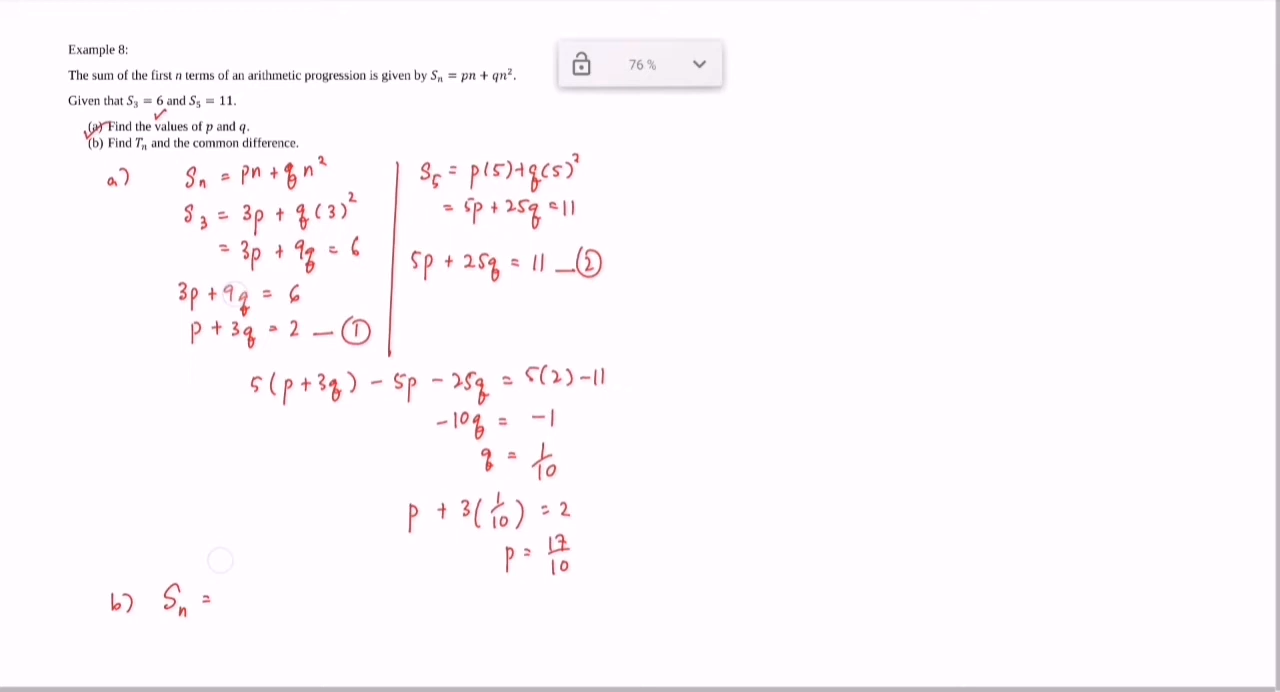 Example 8:
76 %
The sum of the first n terms of an arithmetic progression is given by Sₙ = pn + qn².
Given that S₃ = 6 and S₅ = 11.
(a) Find the values of p and q.
(b) Find Tₙ and the common difference.
a) Sₙ = pn + qn²
S₃ = 3p + q(3)²
= 3p + 9q = 6
3p + 9q = 6
p + 3q = 2 — ①
S₅ = p(5)+q(5)²
= 5p + 25q = 11
5p + 25q = 11 — ②
5(p+3q) - 5p - 25q = 5(2)-11
-10q = -1
q = 1/10
p + 3(1/10) = 2
p = 17/10
b) Sₙ =